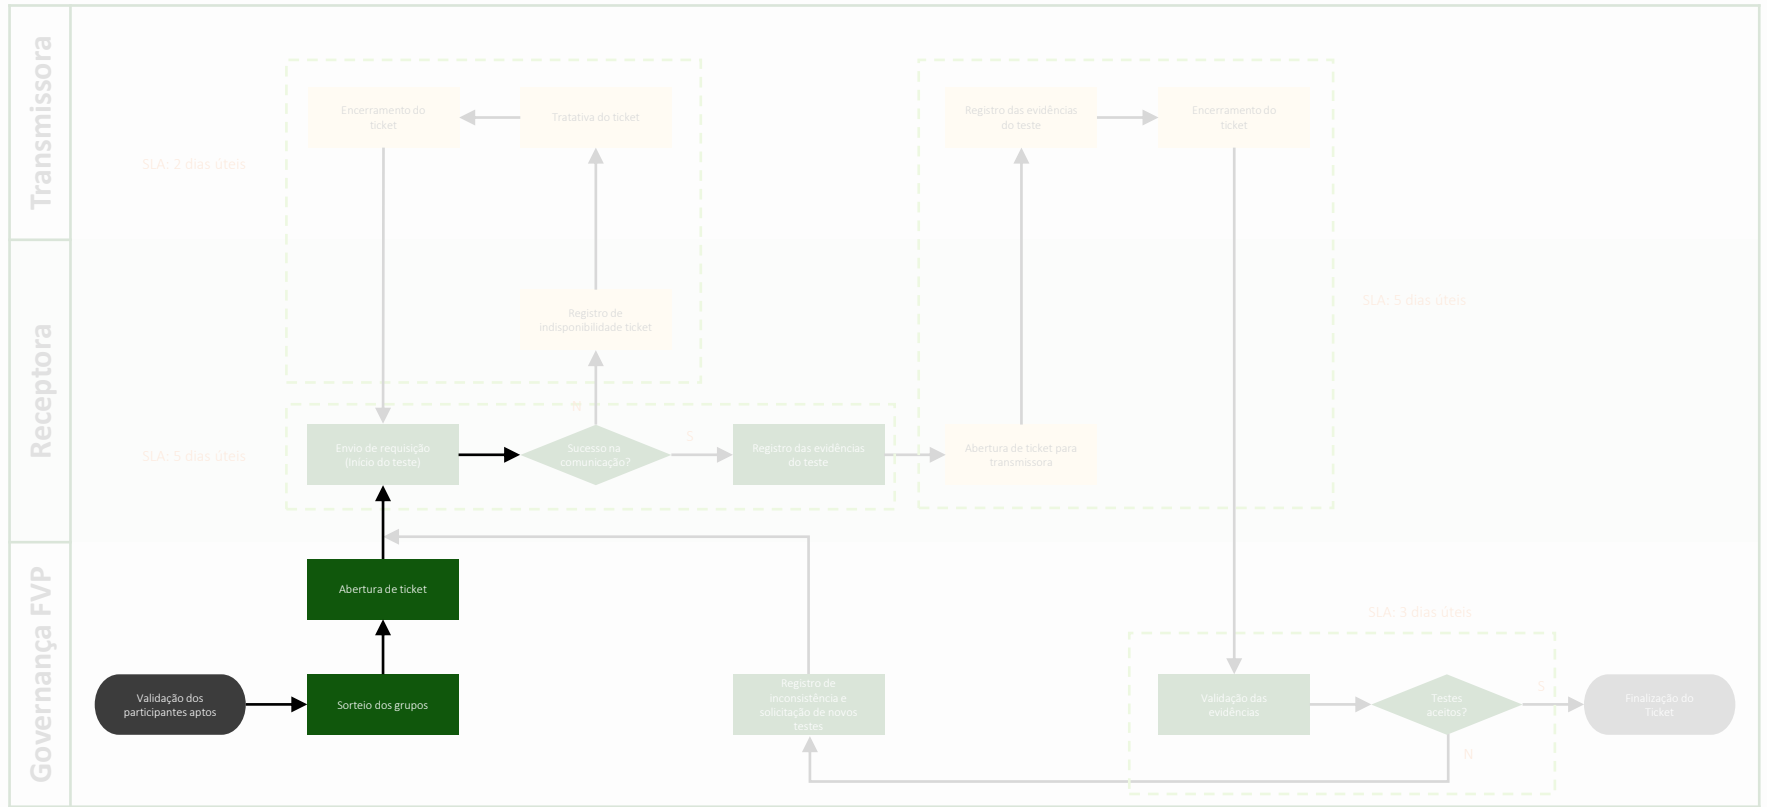 Transmissora
Encerramento do
ticket
Tratativa do ticket
Registro das evidências
do teste
Encerramento do
ticket
SLA: 2 dias úteis
Receptora
Registro de
indisponibilidade ticket
SLA: 5 dias úteis
N
SLA: 5 dias úteis
Envio de requisição
(Início do teste)
Sucesso na
comunicação?
S
Registro das evidências
do teste
Abertura de ticket para
transmissora
Governança FVP
Abertura de ticket
SLA: 3 dias úteis
Validação dos
participantes aptos
Sorteio dos grupos
Registro de
inconsistência e
solicitação de novos
testes
Validação das
evidências
Testes
aceitos?
S
N
Finalização do
Ticket